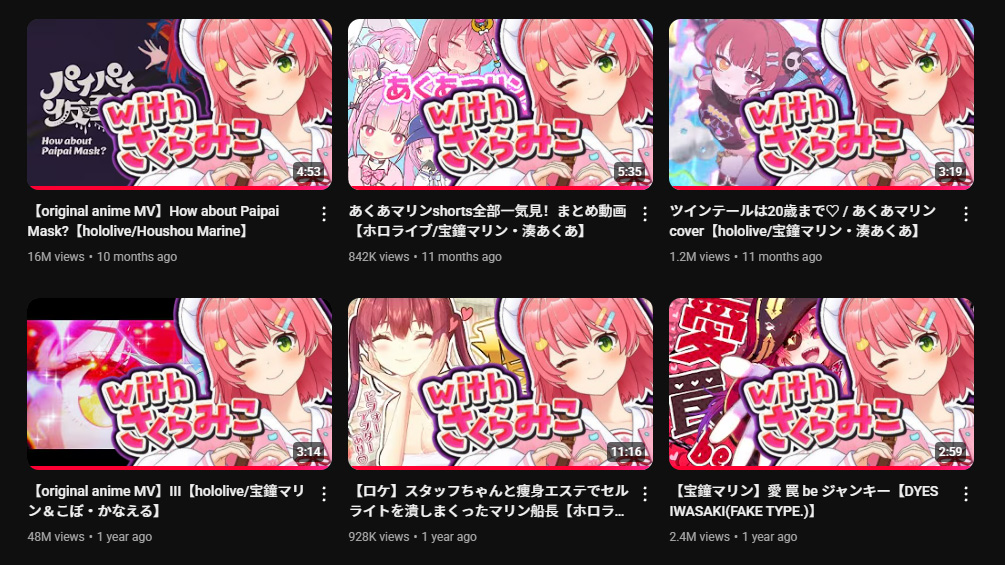 パイパイ
仮面
How about
Paipai Mask?
with
さくらみこ
4:53
あくあマリン
with
さくらみこ
5:35
with
さくらみこ
3:19
【original anime MV】How about Paipai
Mask?【hololive/Houshou Marine】
16M views • 10 months ago
あくあマリンshorts全部一気見！まとめ動画
【ホロライブ/宝鐘マリン・湊あくあ】
842K views • 11 months ago
ツインテールは20歳まで♡ / あくあマリン
cover【hololive/宝鐘マリン・湊あくあ】
1.2M views • 11 months ago
with
さくらみこ
3:14
with
さくらみこ
11:16
愛
罠
be
with
さくらみこ
2:59
【original anime MV】III【hololive/宝鐘マリ
ン＆こぼ・かなえる】
48M views • 1 year ago
【ロケ】スタッフちゃんと痩身エステでセル
ライトを潰しまくったマリン船長【ホロラ...
928K views • 1 year ago
【宝鐘マリン】愛 罠 be ジャンキー【DYES
IWASAKI(FAKE TYPE.)】
2.4M views • 1 year ago